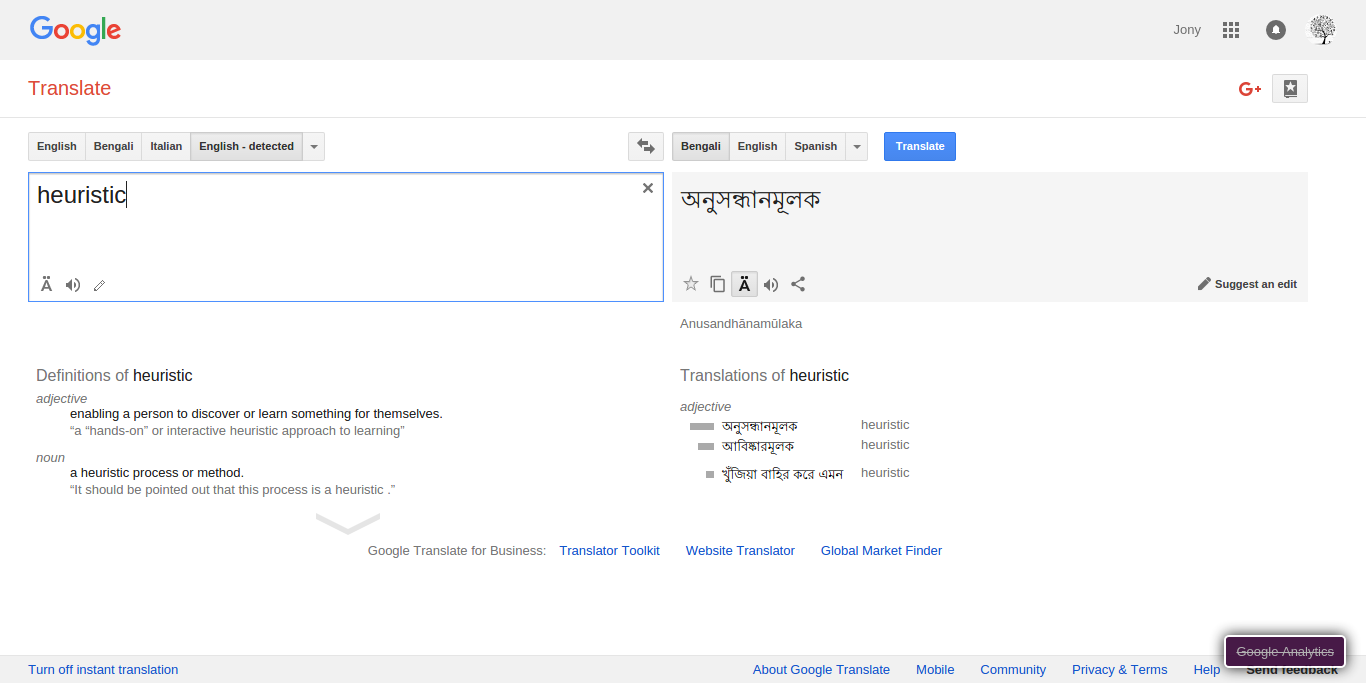 Google Jony
Translate G+
English Bengali Italian English - detected Bengali English Spanish Translate
heuristic
অনুসন্ধানমূলক
Ä Ä Suggest an edit
Anusandhānamūlaka
Definitions of heuristic
adjective
enabling a person to discover or learn something for themselves.
“a “hands-on” or interactive heuristic approach to learning”
noun
a heuristic process or method.
“It should be pointed out that this process is a heuristic .”
Translations of heuristic
adjective
অনুসন্ধানমূলক heuristic
আবিষ্কারমূলক heuristic
খুঁজিয়া বাহির করে এমন heuristic
Google Translate for Business: Translator Toolkit Website Translator Global Market Finder
Google Analytics
Turn off instant translation About Google Translate Mobile Community Privacy & Terms Help Send feedback